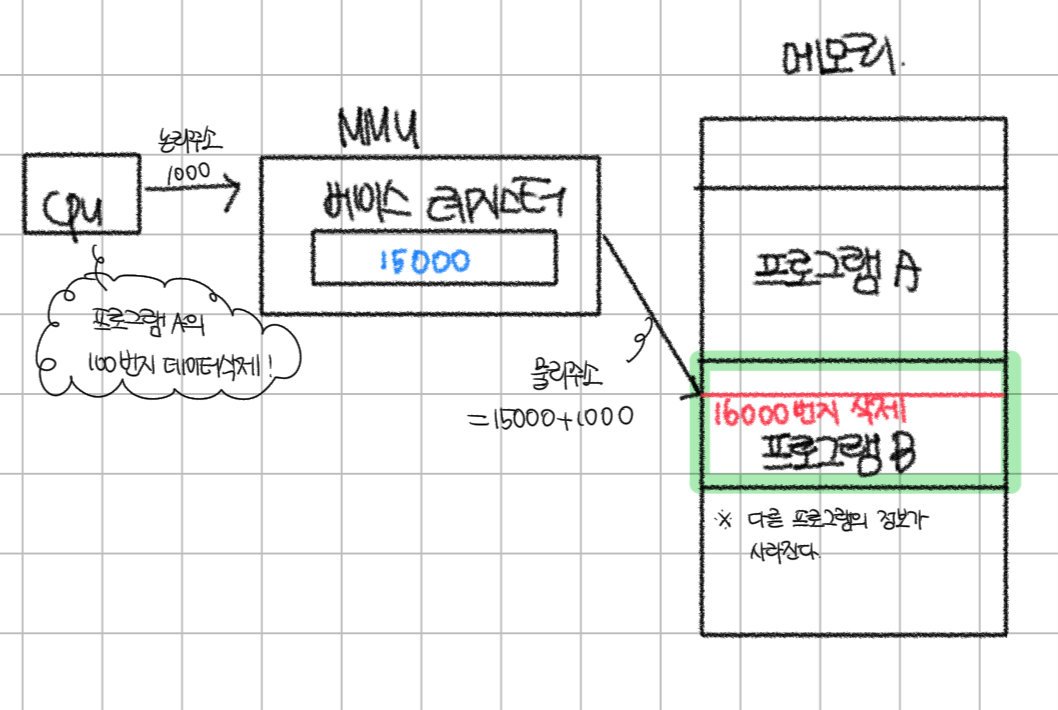 메모리.
논리주소
1000
MMU
CPU
베이스 레지스터
15000
프로그램 A
프로그램 A의
100번지 데이터삭제!
물리주소
=15000+1000
16000번지 삭제
프로그램 B
※ 다른 프로그램의 정보가
사라진다.